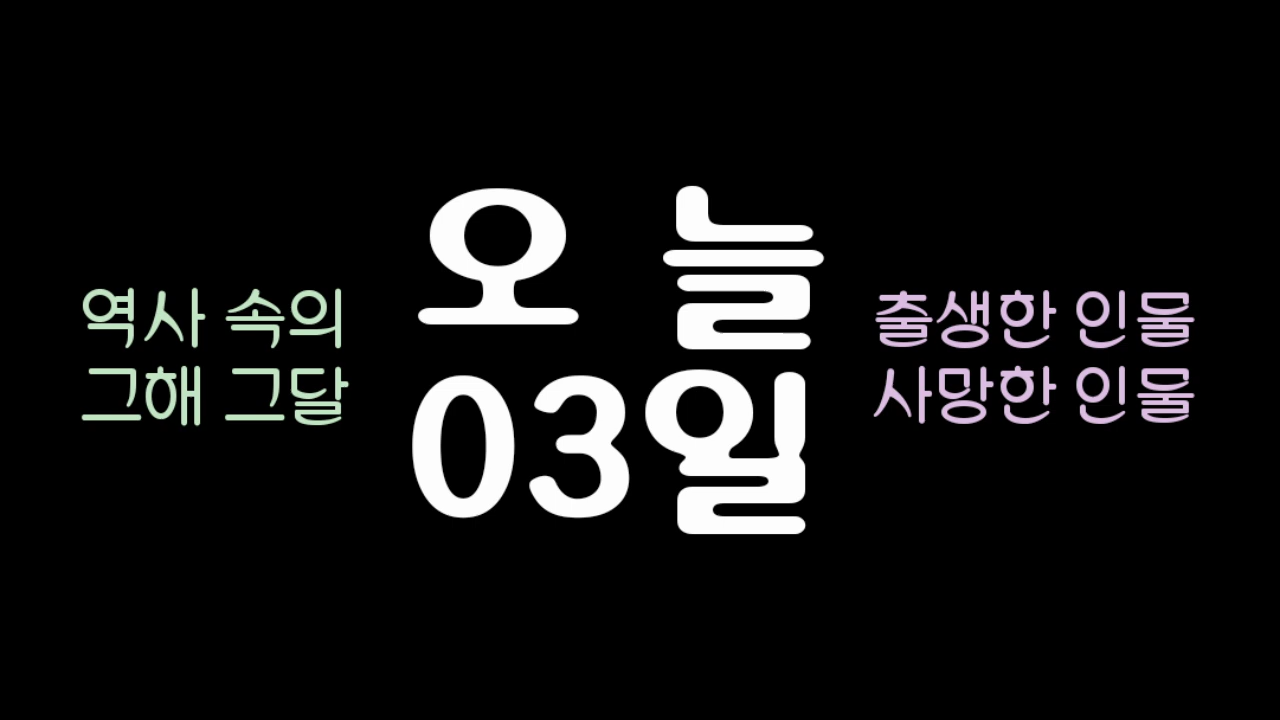 역사 속의
그해 그달
오 늘
03일
출생한 인물
사망한 인물